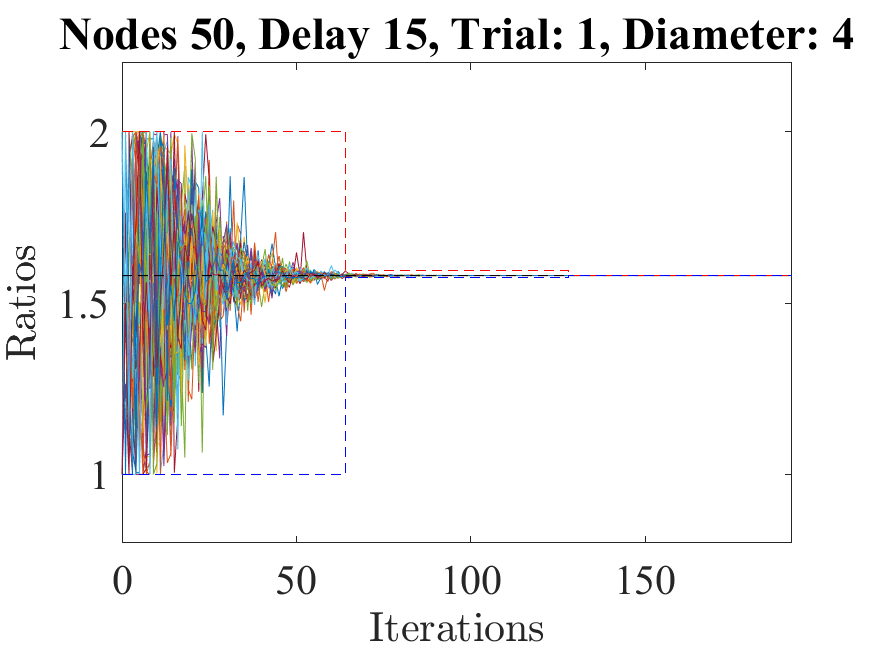 Nodes 50, Delay 15, Trial: 1, Diameter: 4
2
1.5
1
Ratios
0 50 100 150
Iterations